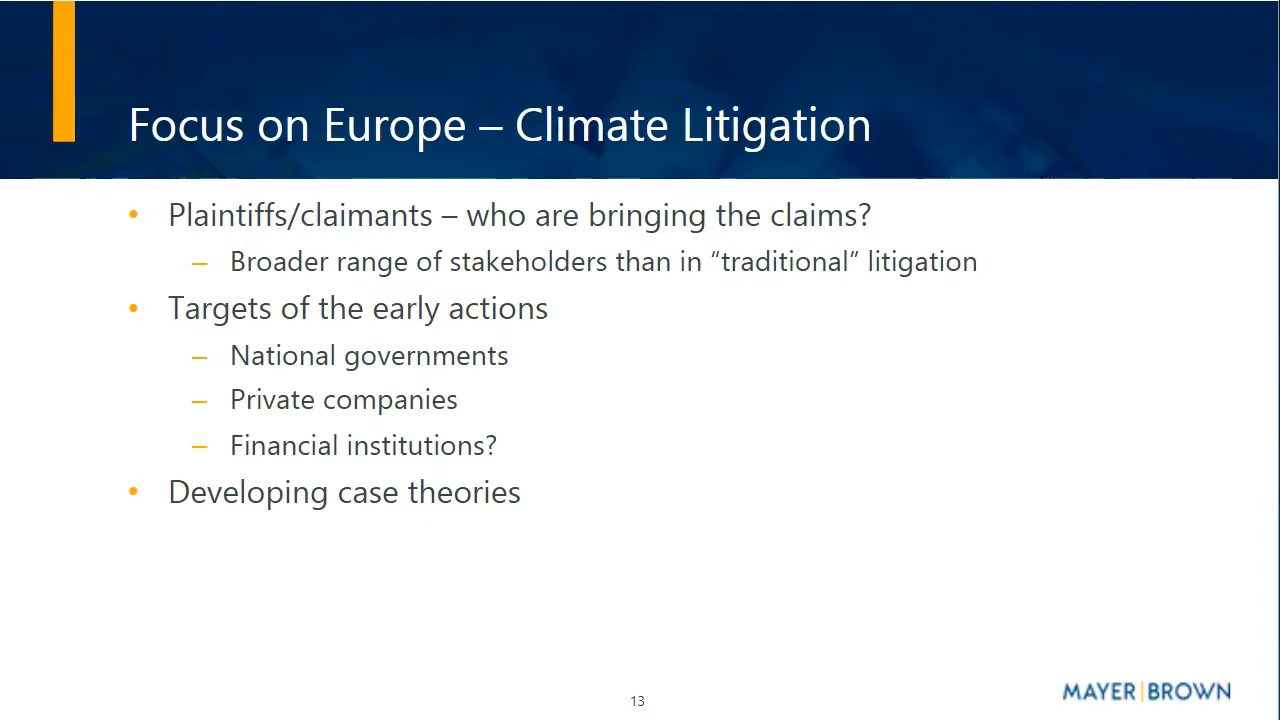 Focus on Europe – Climate Litigation
• Plaintiffs/claimants – who are bringing the claims?
– Broader range of stakeholders than in “traditional” litigation
• Targets of the early actions
– National governments
– Private companies
– Financial institutions?
• Developing case theories
13
MAYER|BROWN